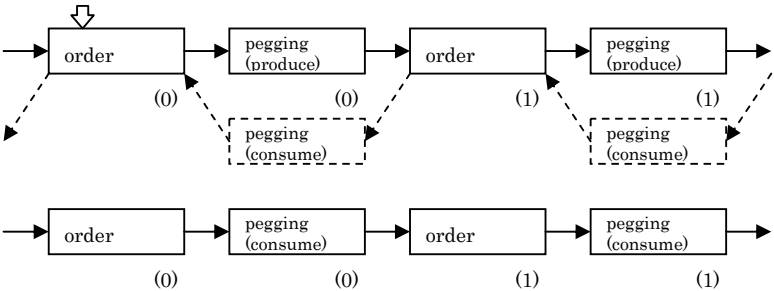 order
pegging
(produce)
order
pegging
(produce)
(0)
(0)
(1)
(1)
pegging
(consume)
pegging
(consume)
order
pegging
(consume)
order
pegging
(consume)
(0)
(0)
(1)
(1)